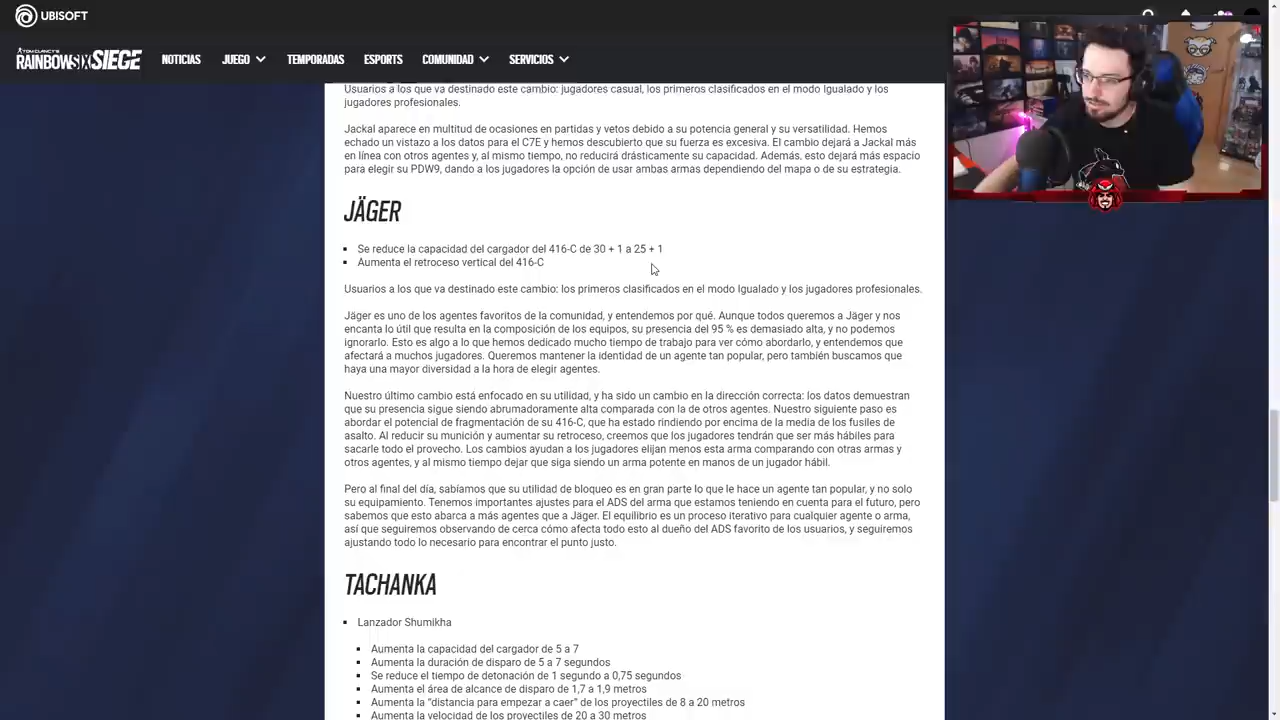 UBISOFT
TOM CLANCY'S
RAINBOWSIXSIEGE
NOTICIAS
JUEGO
TEMPORADAS
ESPORTS
COMUNIDAD
SERVICIOS
Usuarios a los que va destinado este cambio: jugadores casual, los primeros clasificados en el modo Igualado y los
jugadores profesionales.
Jackal aparece en multitud de ocasiones en partidas y vetos debido a su potencia general y su versatilidad. Hemos
echado un vistazo a los datos para el C7E y hemos descubierto que su fuerza es excesiva. El cambio dejará a Jackal más
en línea con otros agentes y, al mismo tiempo, no reducirá drásticamente su capacidad. Además, esto dejará más espacio
para elegir su PDW9, dando a los jugadores la opción de usar ambas armas dependiendo del mapa o de su estrategia.
JÄGER
▪ Se reduce la capacidad del cargador del 416-C de 30 + 1 a 25 + 1
▪ Aumenta el retroceso vertical del 416-C
Usuarios a los que va destinado este cambio: los primeros clasificados en el modo Igualado y los jugadores profesionales.
Jäger es uno de los agentes favoritos de la comunidad, y entendemos por qué. Aunque todos queremos a Jäger y nos
encanta lo útil que resulta en la composición de los equipos, su presencia del 95 % es demasiado alta, y no podemos
ignorarlo. Esto es algo a lo que hemos dedicado mucho tiempo de trabajo para ver cómo abordarlo, y entendemos que
afectará a muchos jugadores. Queremos mantener la identidad de un agente tan popular, pero también buscamos que
haya una mayor diversidad a la hora de elegir agentes.
Nuestro último cambio está enfocado en su utilidad, y ha sido un cambio en la dirección correcta: los datos demuestran
que su presencia sigue siendo abrumadoramente alta comparada con la de otros agentes. Nuestro siguiente paso es
abordar el potencial de fragmentación de su 416-C, que ha estado rindiendo por encima de la media de los fusiles de
asalto. Al reducir su munición y aumentar su retroceso, creemos que los jugadores tendrán que ser más hábiles para
sacarle todo el provecho. Los cambios ayudan a los jugadores elijan menos esta arma comparando con otras armas y
otros agentes, y al mismo tiempo dejar que siga siendo un arma potente en manos de un jugador hábil.
Pero al final del día, sabíamos que su utilidad de bloqueo es en gran parte lo que le hace un agente tan popular, y no solo
su equipamiento. Tenemos importantes ajustes para el ADS del arma que estamos teniendo en cuenta para el futuro, pero
sabemos que esto abarca a más agentes que a Jäger. El equilibrio es un proceso iterativo para cualquier agente o arma,
así que seguiremos observando de cerca cómo afecta todo esto al dueño del ADS favorito de los usuarios, y seguiremos
ajustando todo lo necesario para encontrar el punto justo.
TACHANKA
▪ Lanzador Shumikha
▪ Aumenta la capacidad del cargador de 5 a 7
▪ Aumenta la duración de disparo de 5 a 7 segundos
▪ Se reduce el tiempo de detonación de 1 segundo a 0,75 segundos
▪ Aumenta el área de alcance de disparo de 1,7 a 1,9 metros
▪ Aumenta la "distancia para empezar a caer" de los proyectiles de 8 a 20 metros
▪ Aumenta la velocidad de los proyectiles de 20 a 30 metros